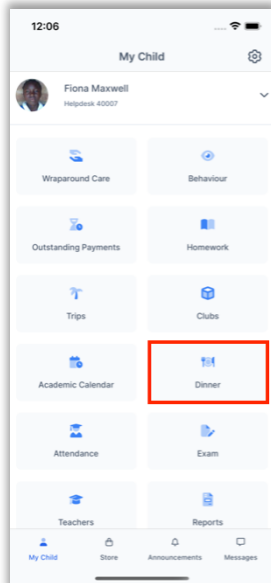 12:06
My Child
Fiona Maxwell
Helpdesk 40007
Wraparound Care
Behaviour
Outstanding Payments
Homework
Trips
Clubs
Academic Calendar
Dinner
Attendance
Exam
Teachers
Reports
My Child
Store
Announcements
Messages